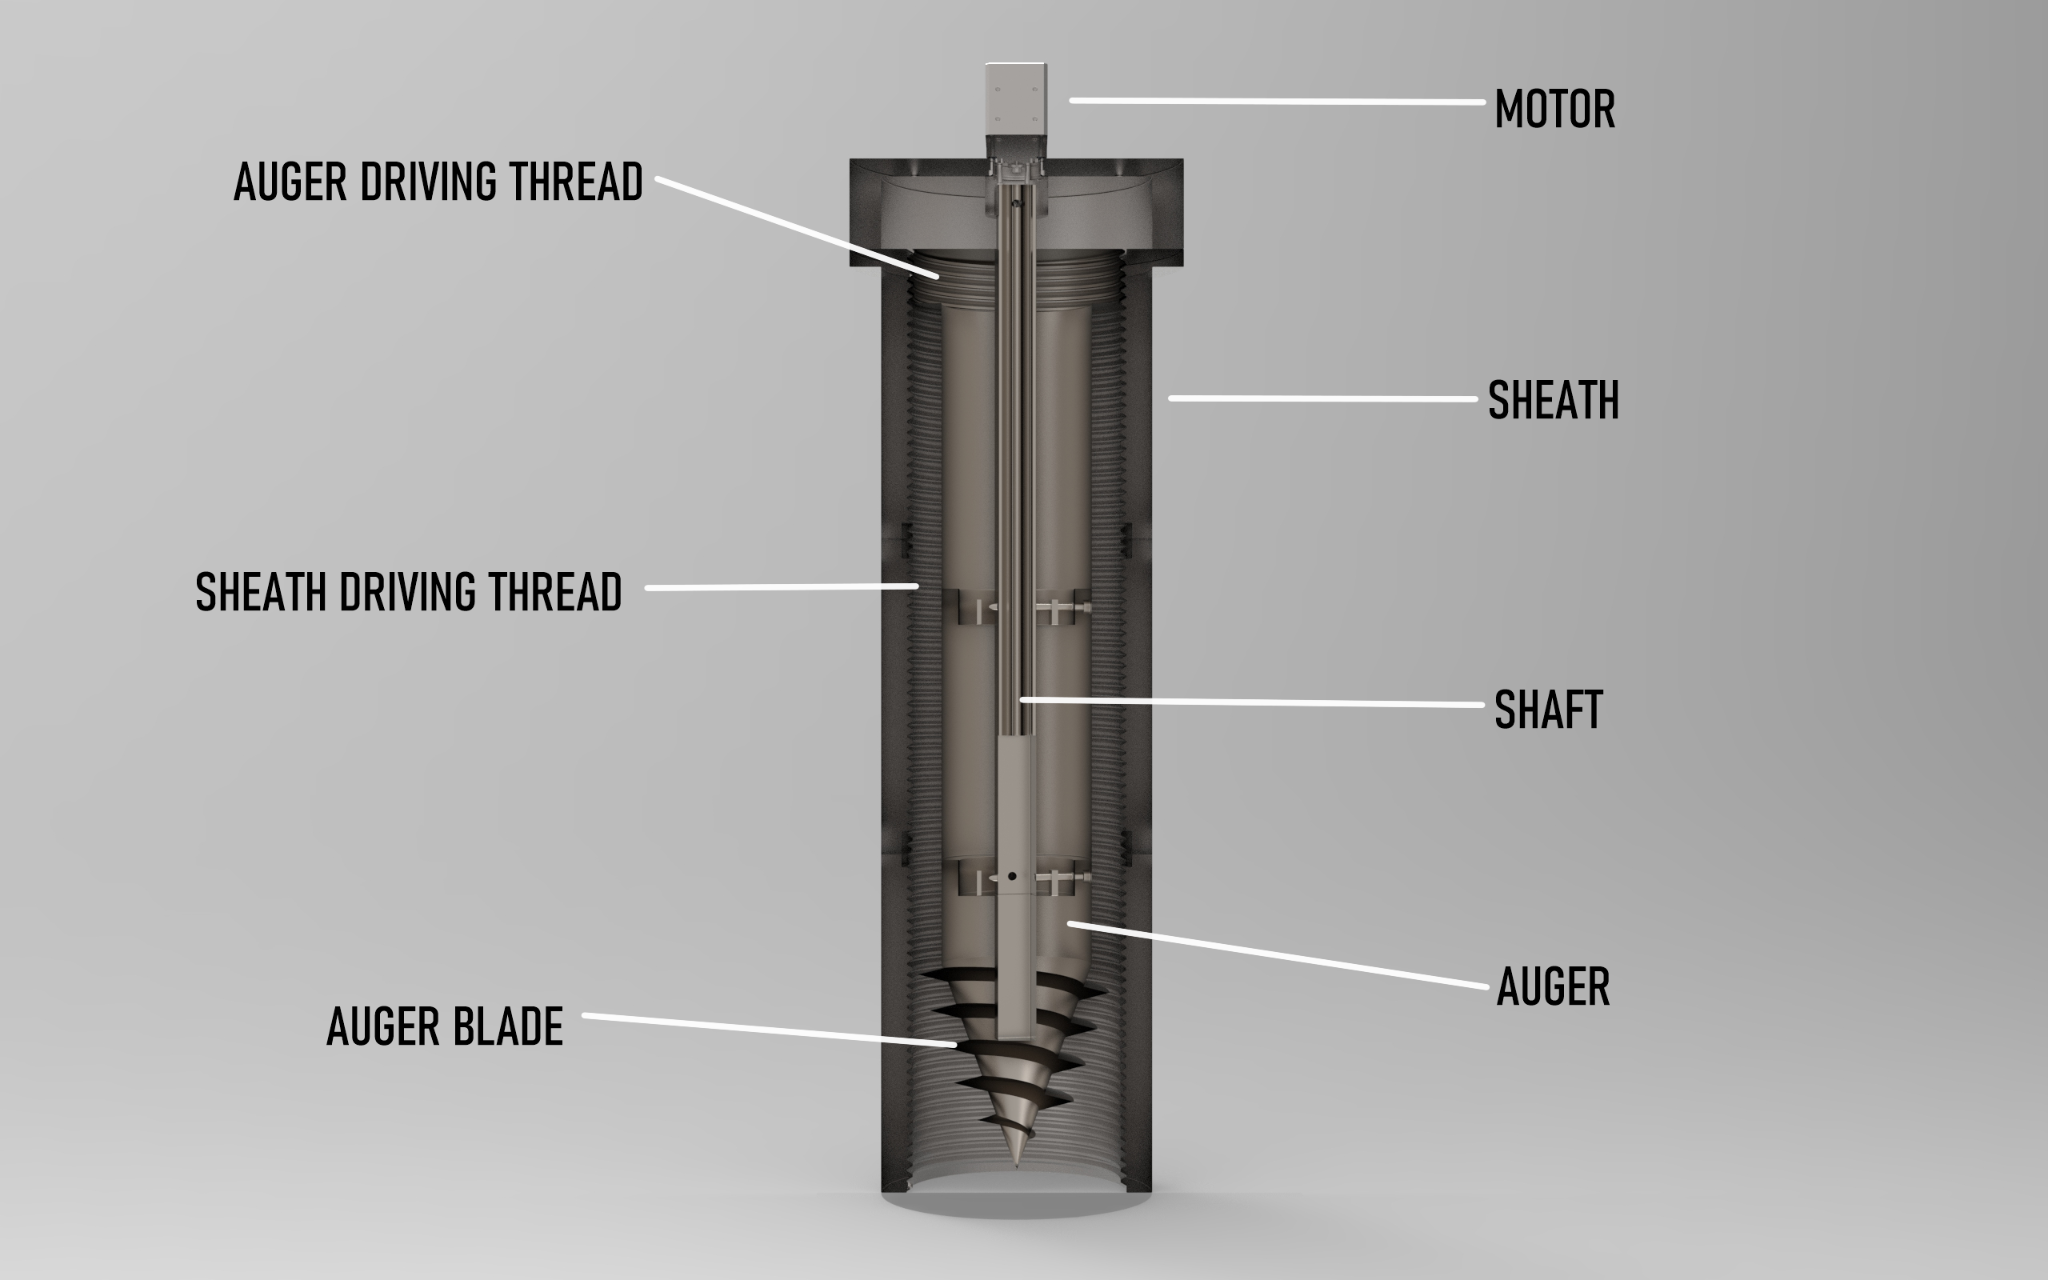 MOTOR
AUGER DRIVING THREAD
SHEATH
SHEATH DRIVING THREAD
SHAFT
AUGER
AUGER BLADE